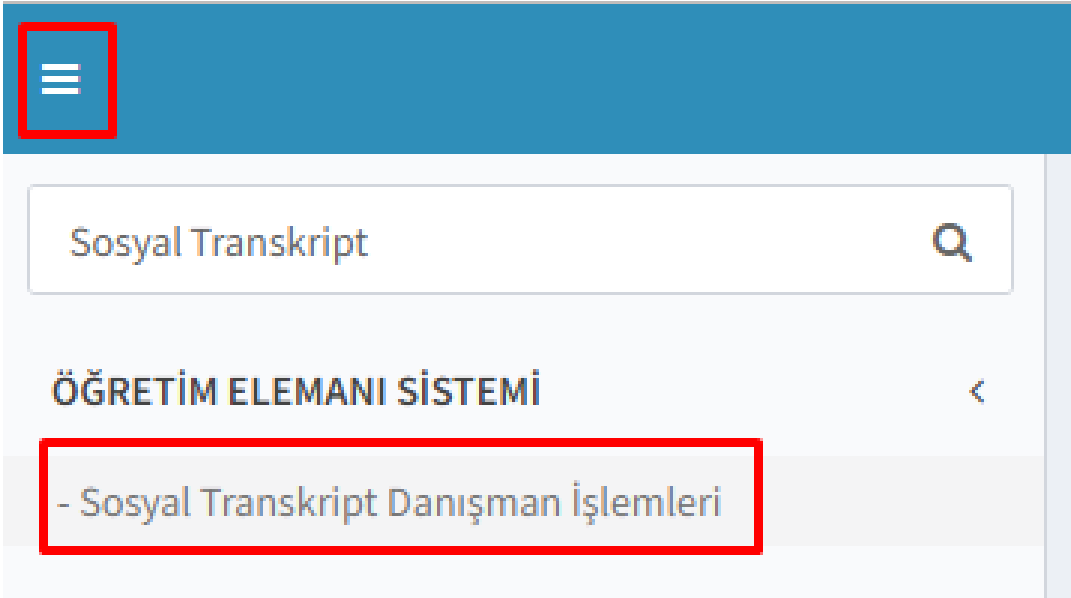 Sosyal Transkript
ÖĞRETİM ELEMANI SİSTEMİ
- Sosyal Transkript Danışman İşlemleri